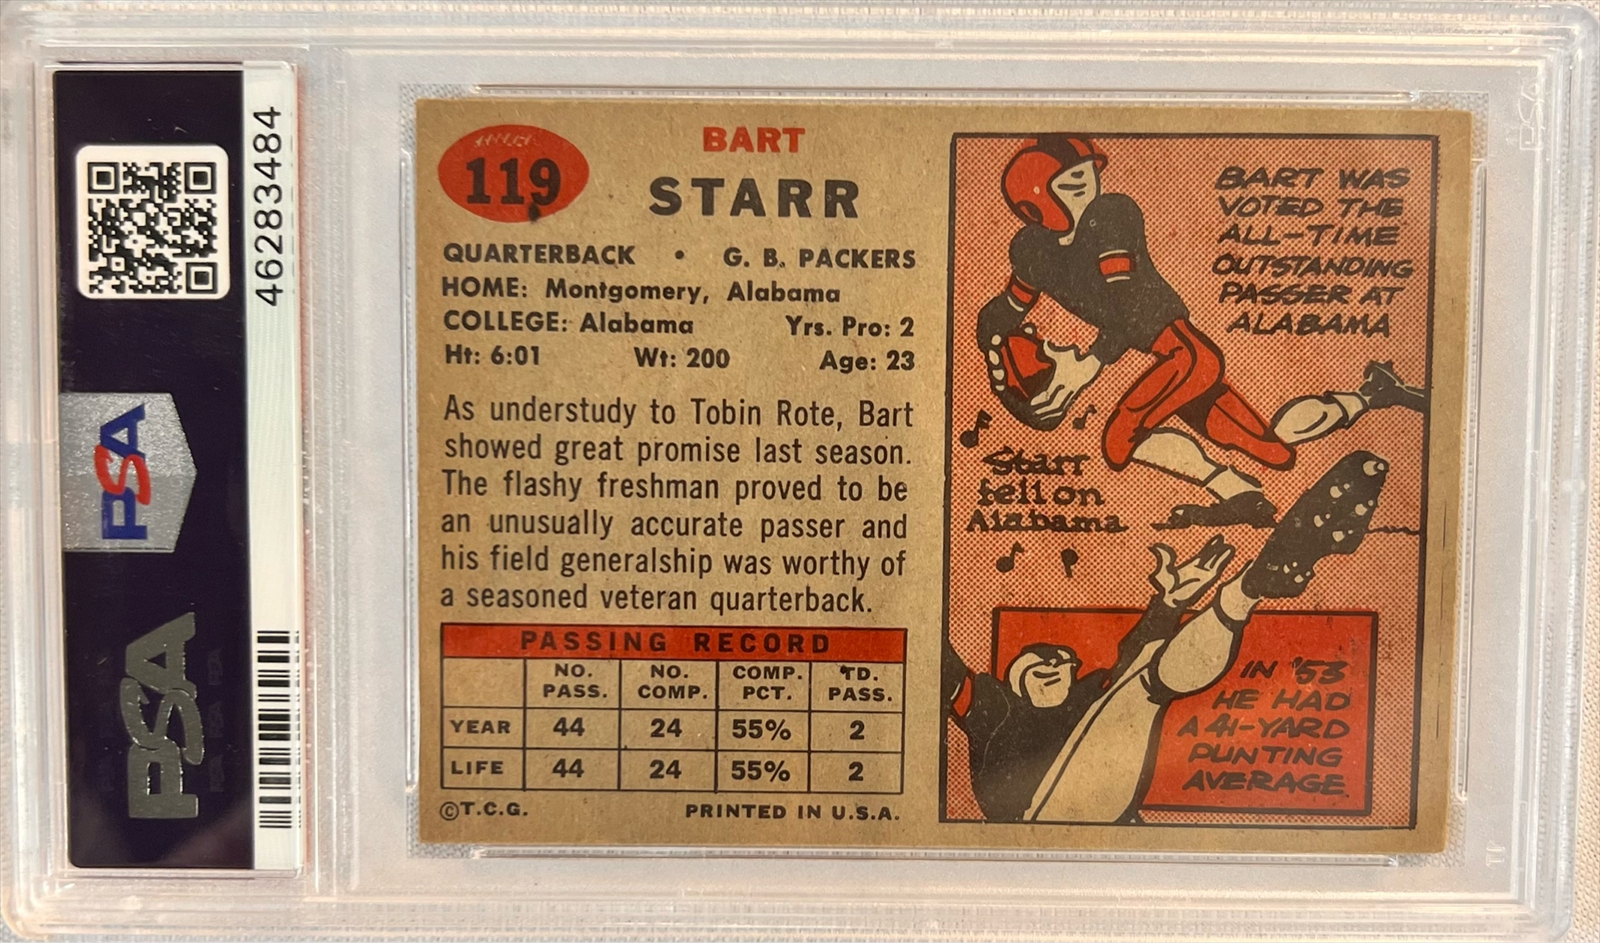 46283484
PSA
PSA
119
BART
STARR
QUARTERBACK • G. B. PACKERS
HOME: Montgomery, Alabama
COLLEGE: Alabama Yrs. Pro: 2
Ht: 6:01 Wt: 200 Age: 23
As understudy to Tobin Rote, Bart
showed great promise last season.
The flashy freshman proved to be
an unusually accurate passer and
his field generalship was worthy of
a seasoned veteran quarterback.
PASSING RECORD
NO. PASS. NO. COMP. COMP. PCT. TD. PASS.
YEAR 44 24 55% 2
LIFE 44 24 55% 2
©T.C.G. PRINTED IN U.S.A.
BART WAS
VOTED THE
ALL-TIME
OUTSTANDING
PASSER AT
ALABAMA
Starr
fell on
Alabama
IN '53
HE HAD
A 41-YARD
PUNTING
AVERAGE.